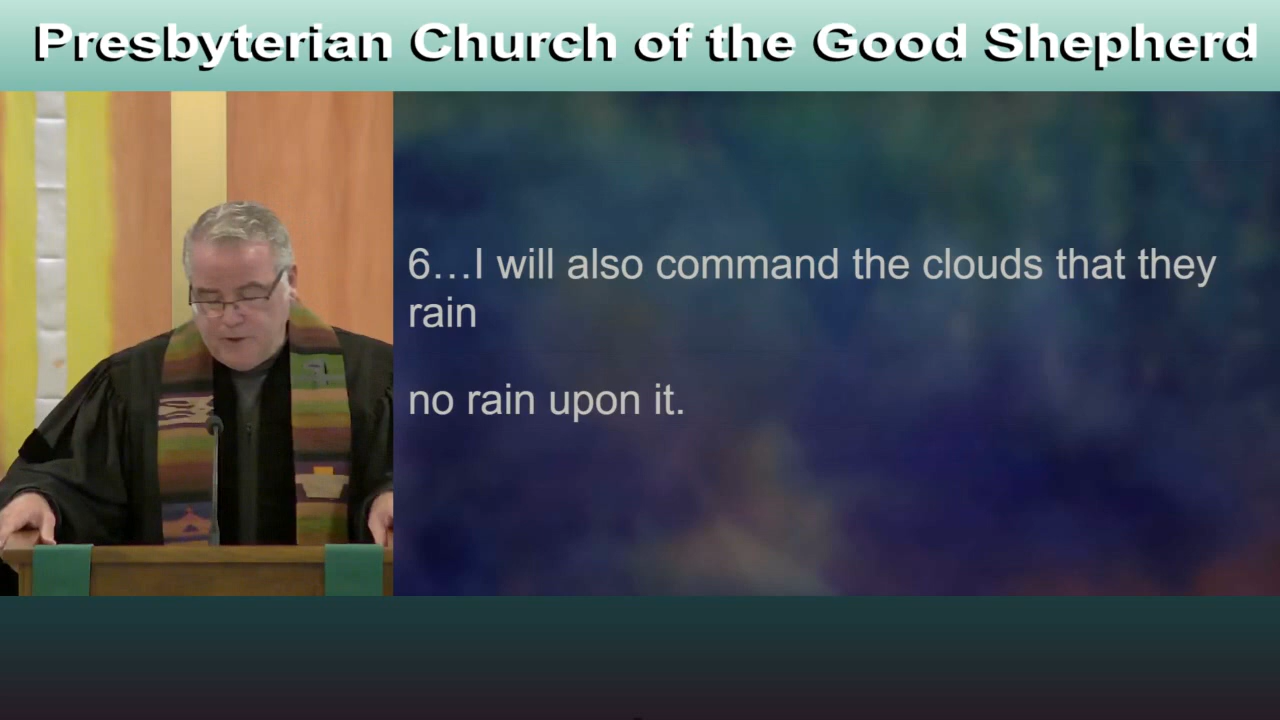 Presbyterian Church of the Good Shepherd
6…I will also command the clouds that they
rain
no rain upon it.